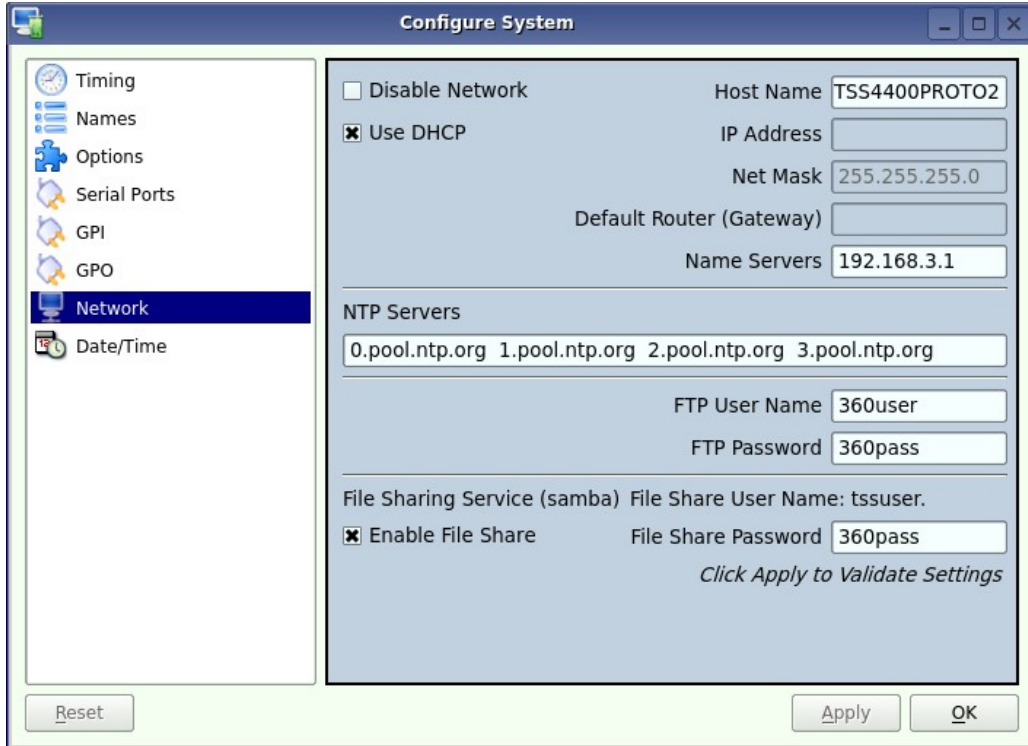 Configure System
Timing
Names
Options
Serial Ports
GPI
GPO
Network
Date/Time
Disable Network
Host Name TSS4400PROTO2
Use DHCP
IP Address
Net Mask 255.255.255.0
Default Router (Gateway)
Name Servers 192.168.3.1
NTP Servers
0.pool.ntp.org 1.pool.ntp.org 2.pool.ntp.org 3.pool.ntp.org
FTP User Name 360user
FTP Password 360pass
File Sharing Service (samba) File Share User Name: tssuser.
Enable File Share File Share Password 360pass
Click Apply to Validate Settings
Reset Apply OK